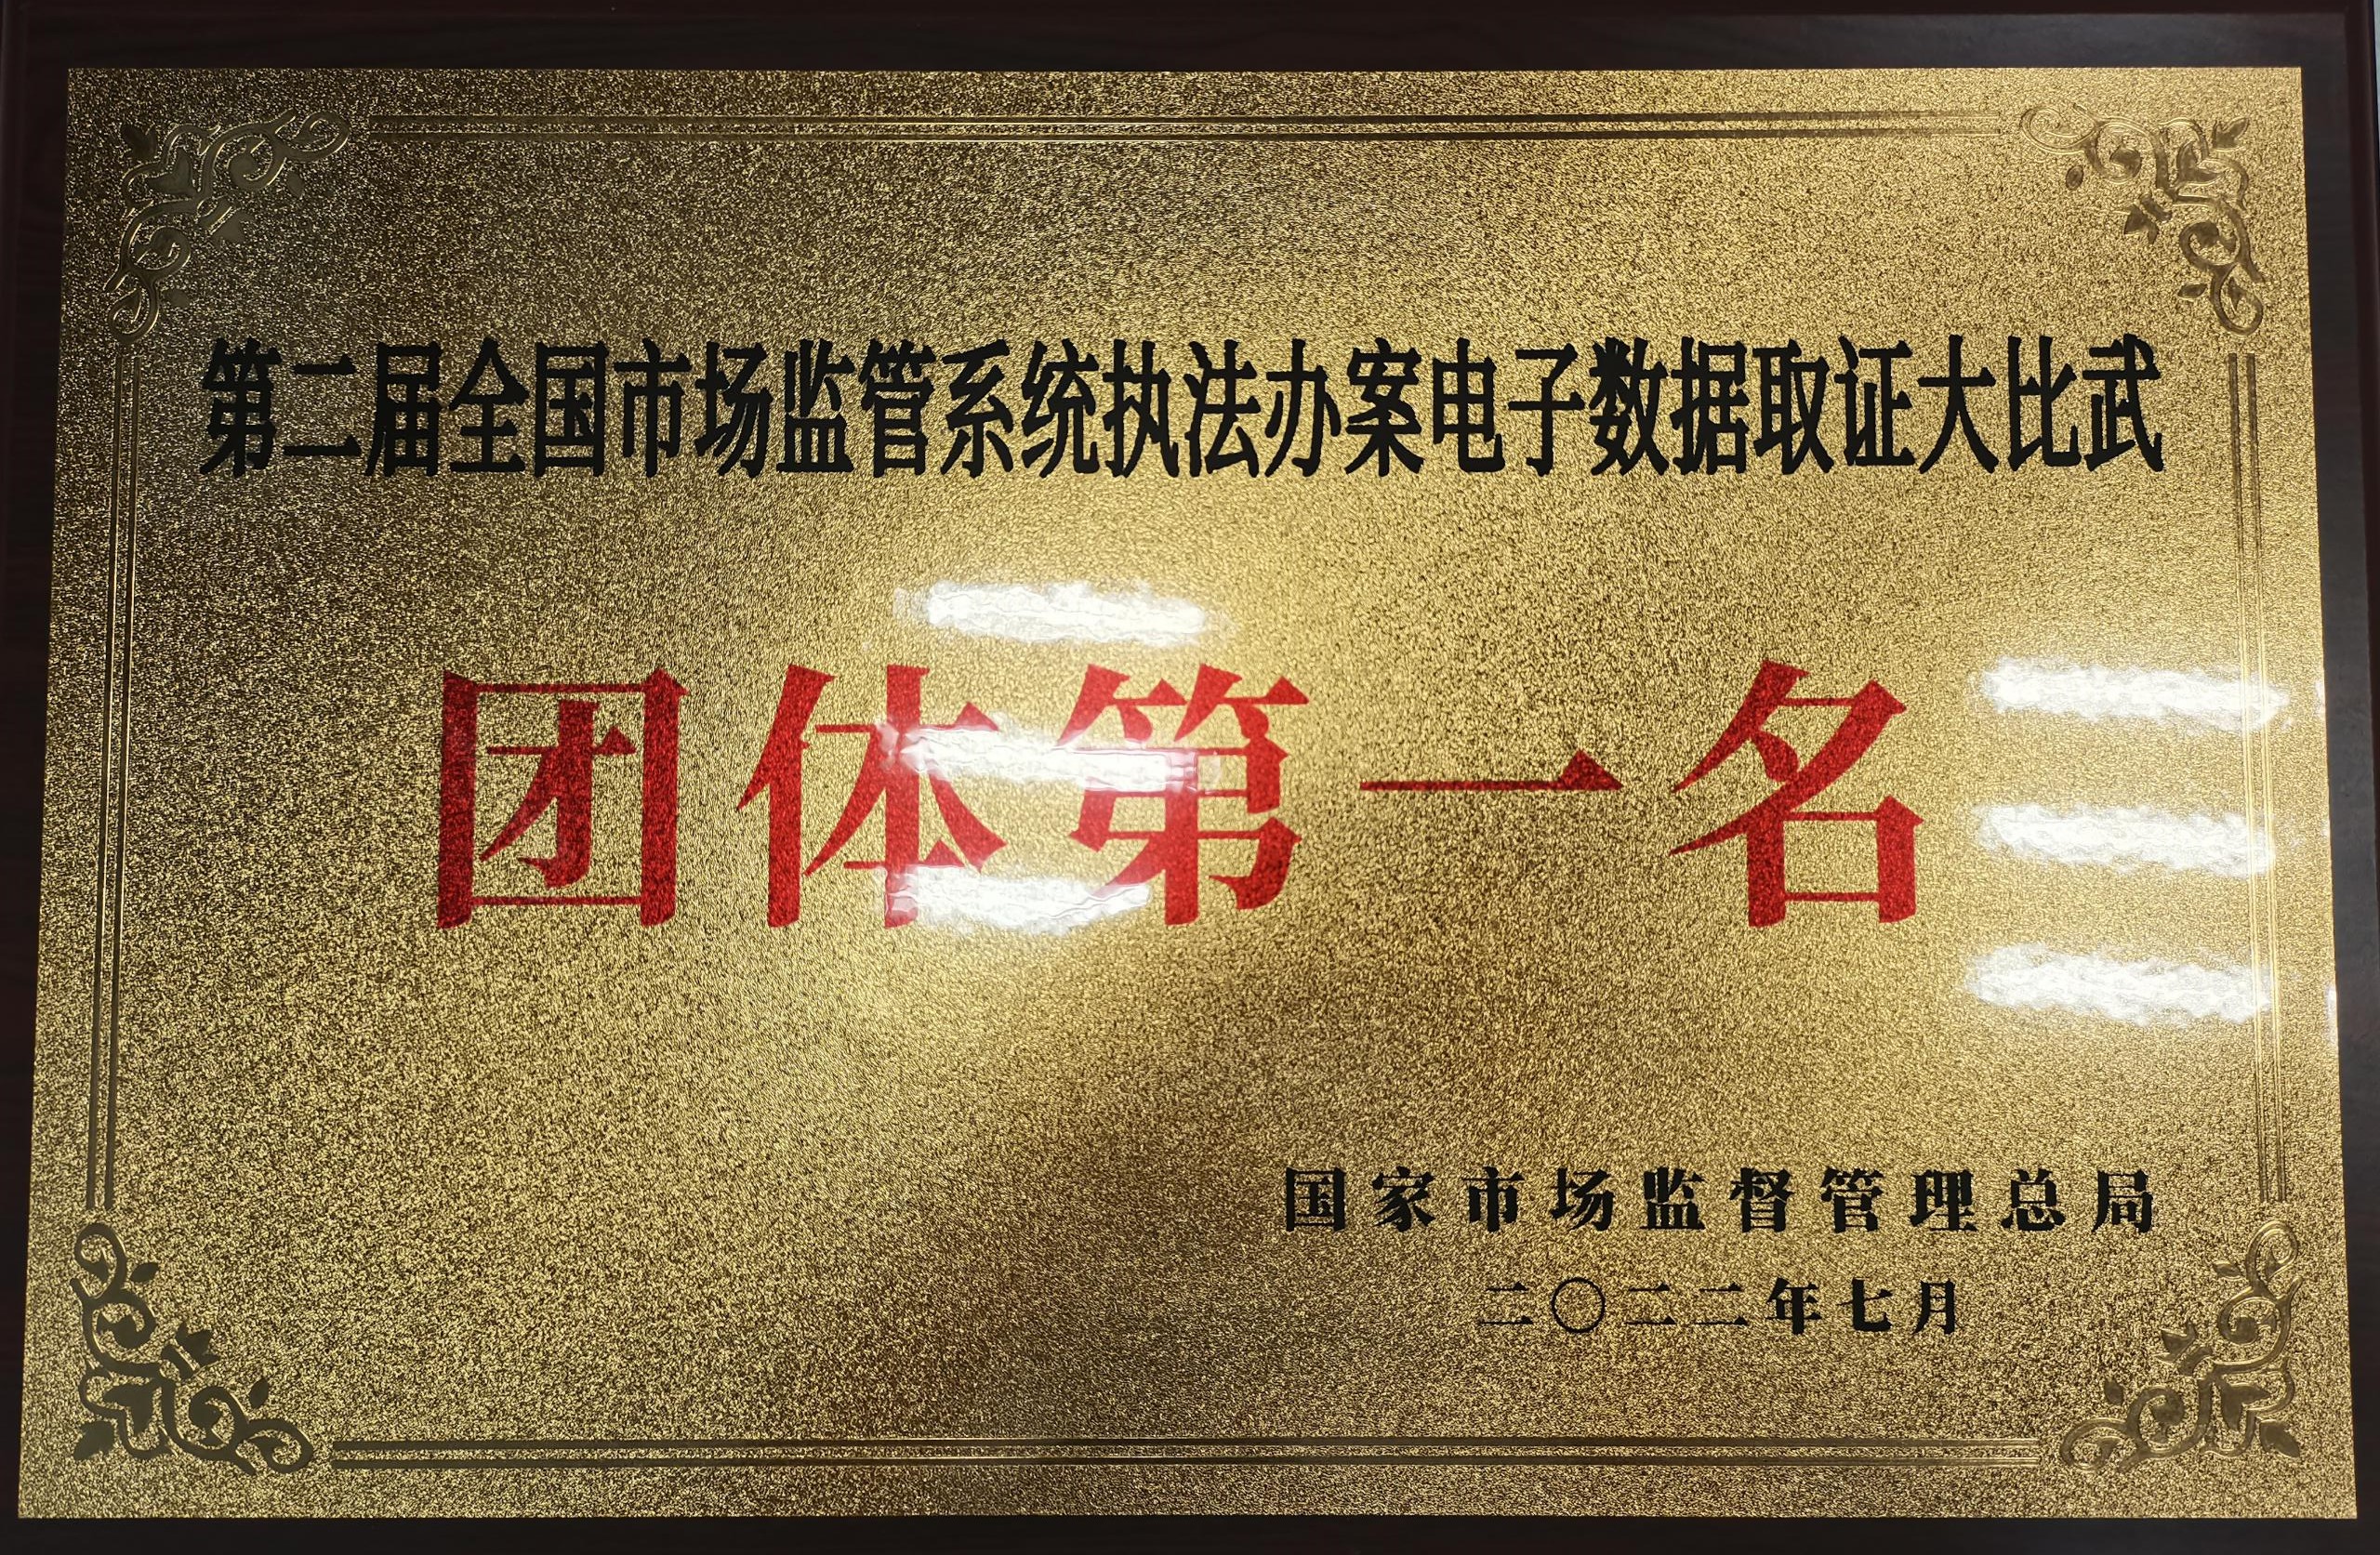 第二届全国市场监管系统执法办案电子数据取证大比武
团体第一名
国家市场监督管理总局
二〇二二年七月